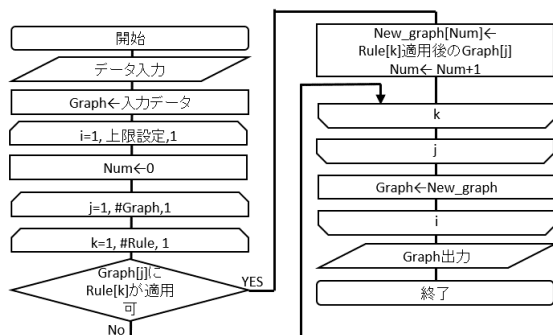 開始
データ入力
Graph←入力データ
i=1, 上限設定,1
Num←0
j=1, #Graph,1
k=1, #Rule, 1
Graph[j]に
Rule[k]が適用
可
YES
No
New_graph[Num]←
Rule[k]適用後のGraph[j]
Num← Num+1
k
j
Graph←New_graph
i
Graph出力
終了